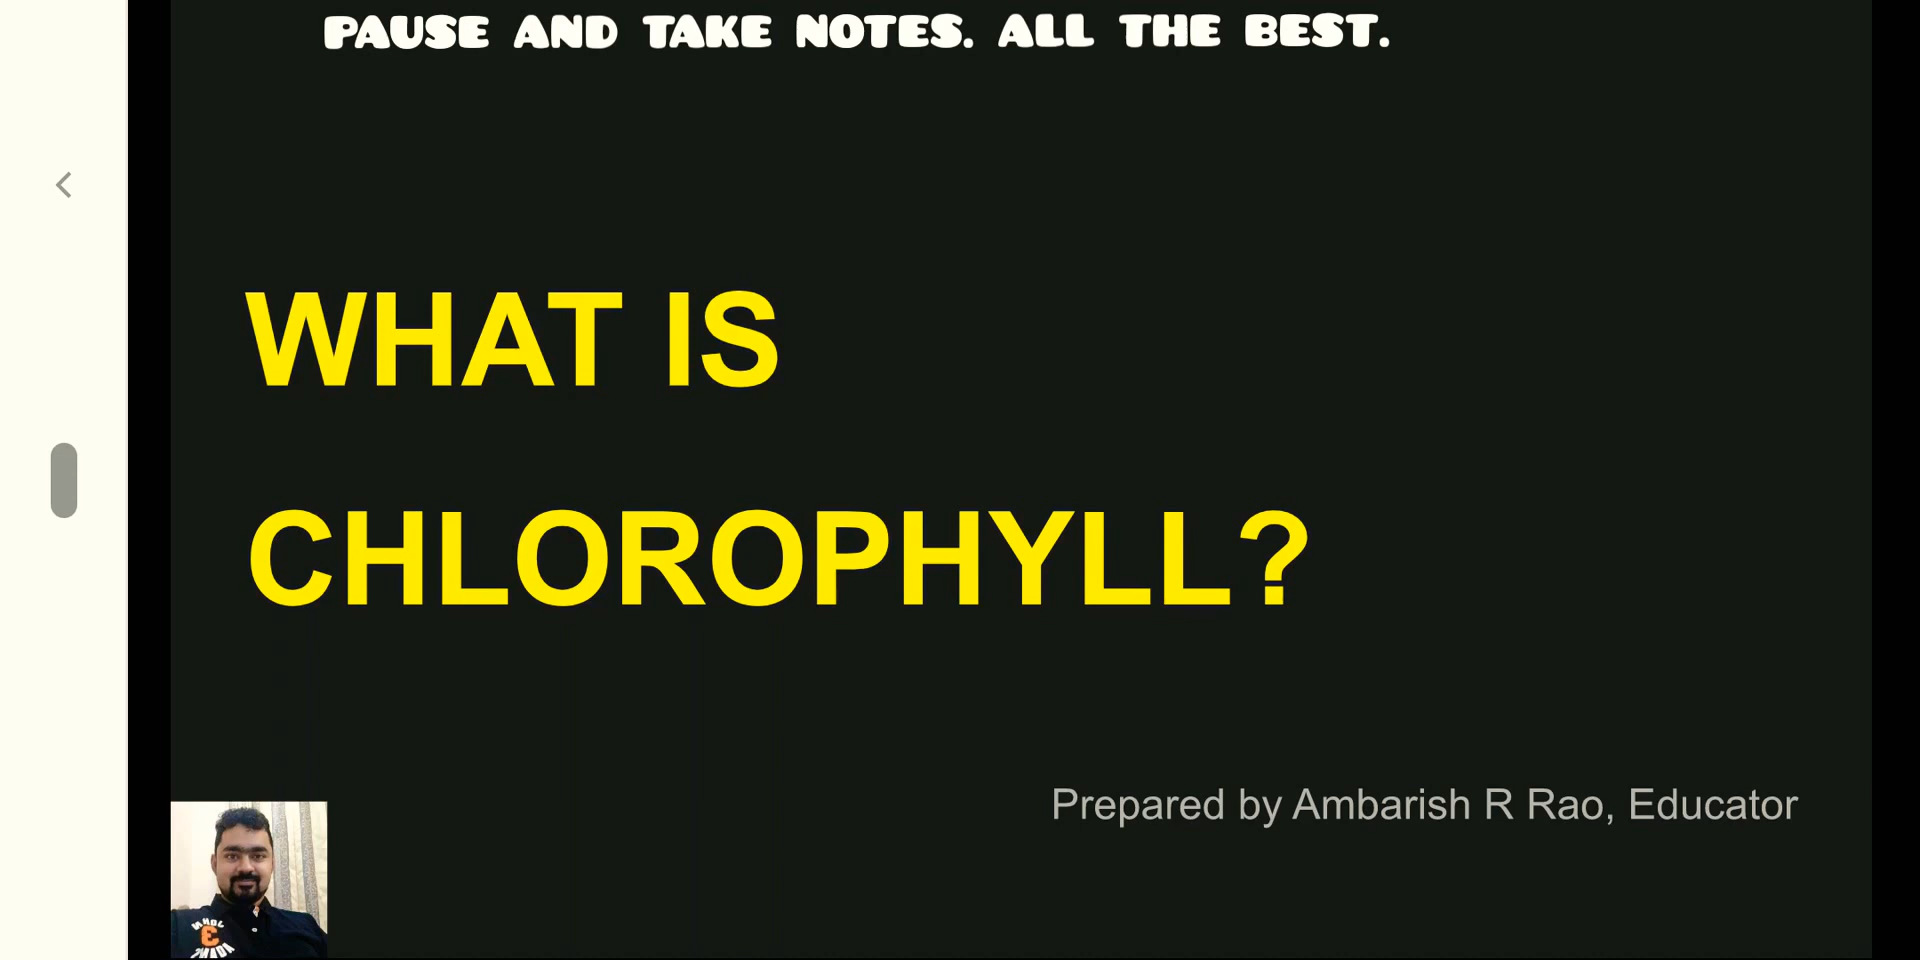 PAUSE AND TAKE NOTES. ALL THE BEST.
WHAT IS
CHLOROPHYLL?
Prepared by Ambarish R Rao, Educator